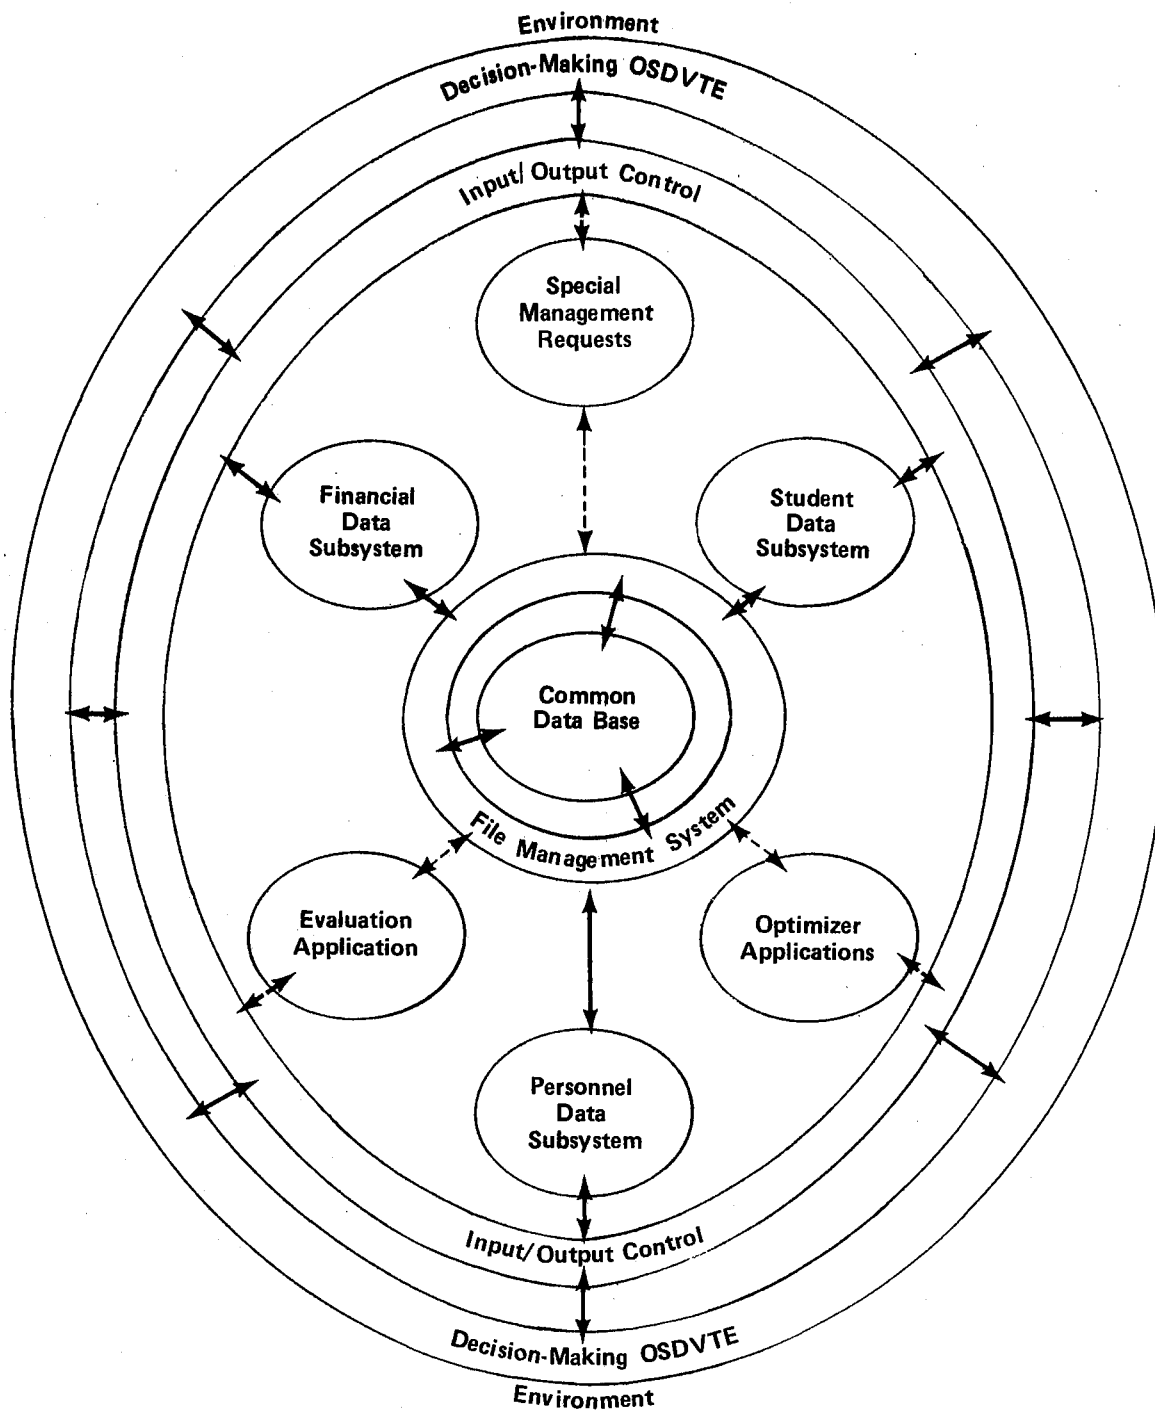 Environment
Decision-Making OSDVTE
Input/Output Control
Special
Management
Requests
Financial
Data
Subsystem
Student
Data
Subsystem
Common
Data Base
File Management System
Evaluation
Application
Optimizer
Applications
Personnel
Data
Subsystem
Input/Output Control
Decision-Making OSDVTE
Environment